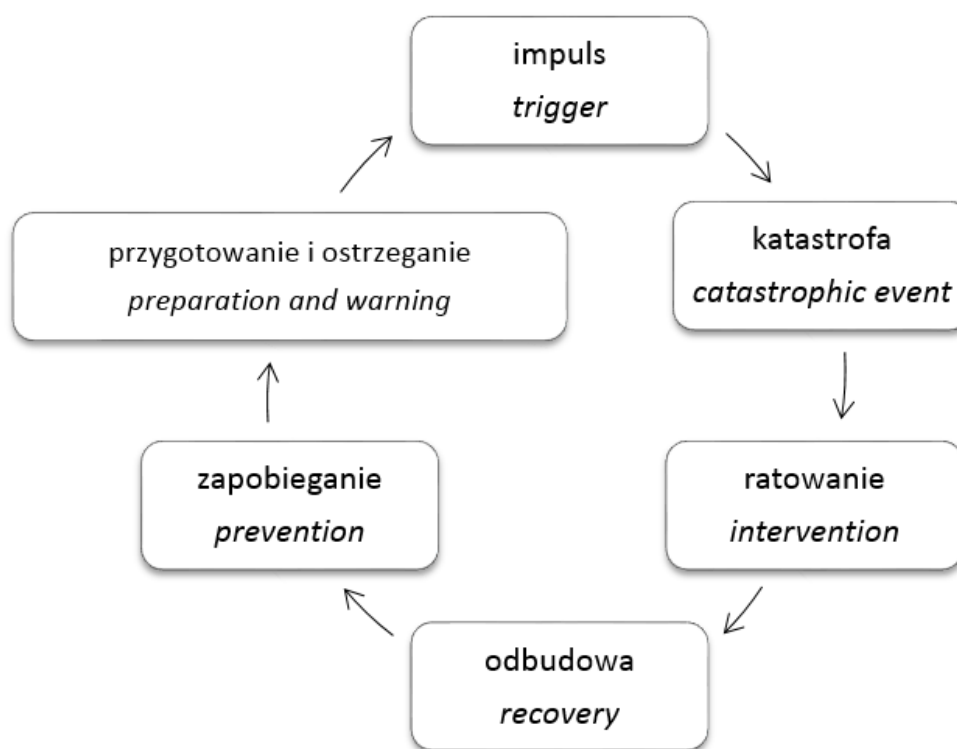 impuls
trigger
katastrofa
catastrophic event
ratowanie
intervention
odbudowa
recovery
zapobieganie
prevention
przygotowanie i ostrzeganie
preparation and warning